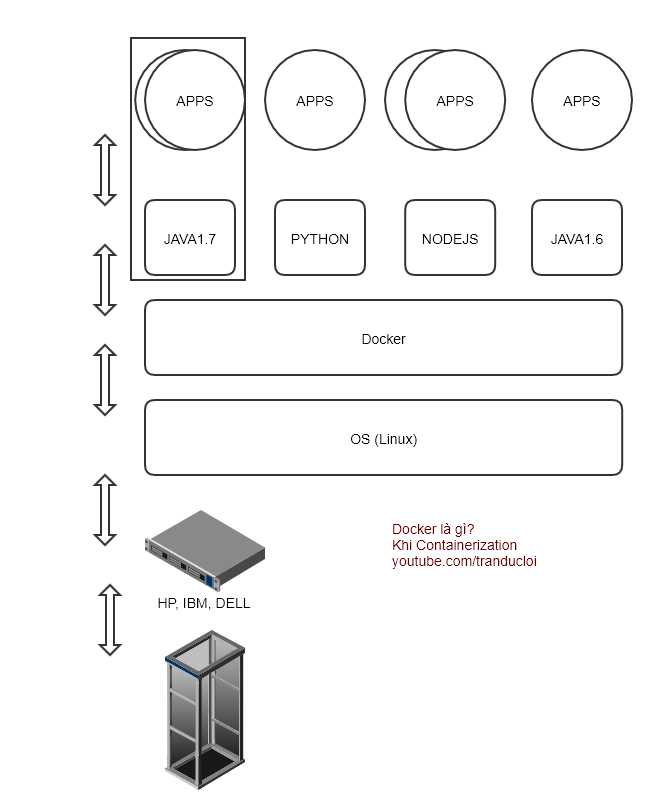 APPS
APPS
APPS
APPS
JAVA1.7
PYTHON
NODEJS
JAVA1.6
Docker
OS (Linux)
Docker là gì?
Khi Containerization
youtube.com/tranducloi
HP, IBM, DELL